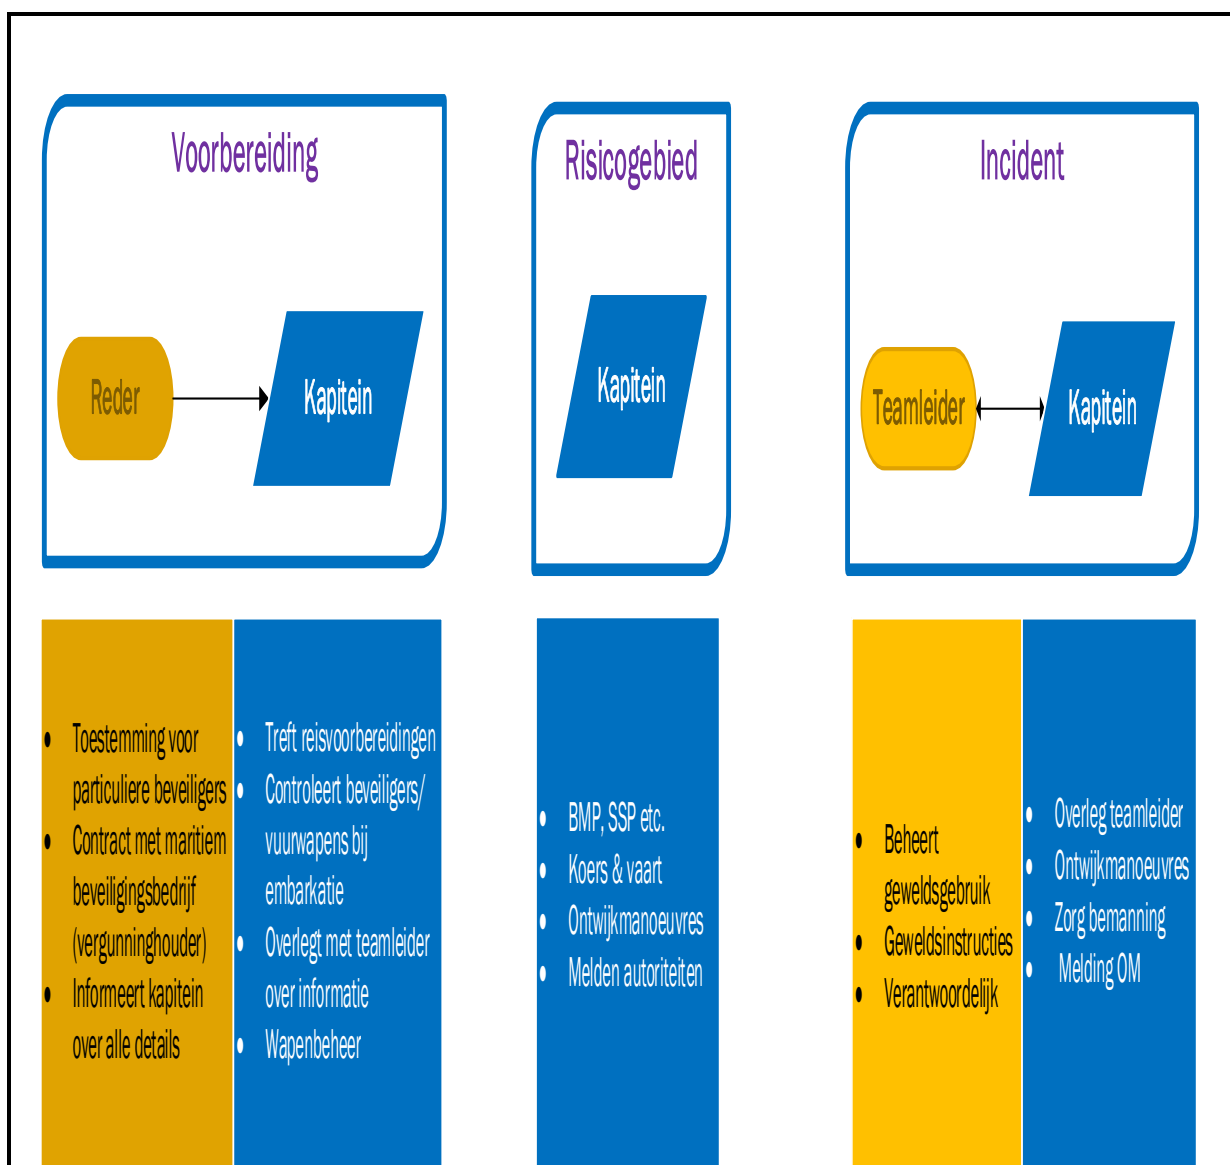 Voorbereiding
Reder
Kapitein
Risicogebied
Kapitein
Incident
Teamleider
Kapitein
• Toestemming voor
particuliere beveiligers
• Contract met maritiem
beveiligingsbedrijf
(vergunninghouder)
• Informeert kapitein
over alle details
• Treft reisvoorbereidingen
• Controleert beveiligers/
vuurwapens bij
embarkatie
• Overlegt met teamleider
over informatie
• Wapenbeheer
• BMP, SSP etc.
• Koers & vaart
• Ontwijkmanoeuvres
• Melden autoriteiten
• Beheert
geweldsgebruik
• Geweldsinstructies
• Verantwoordelijk
• Overleg teamleider
• Ontwijkmanoeuvres
• Zorg bemanning
• Melding OM